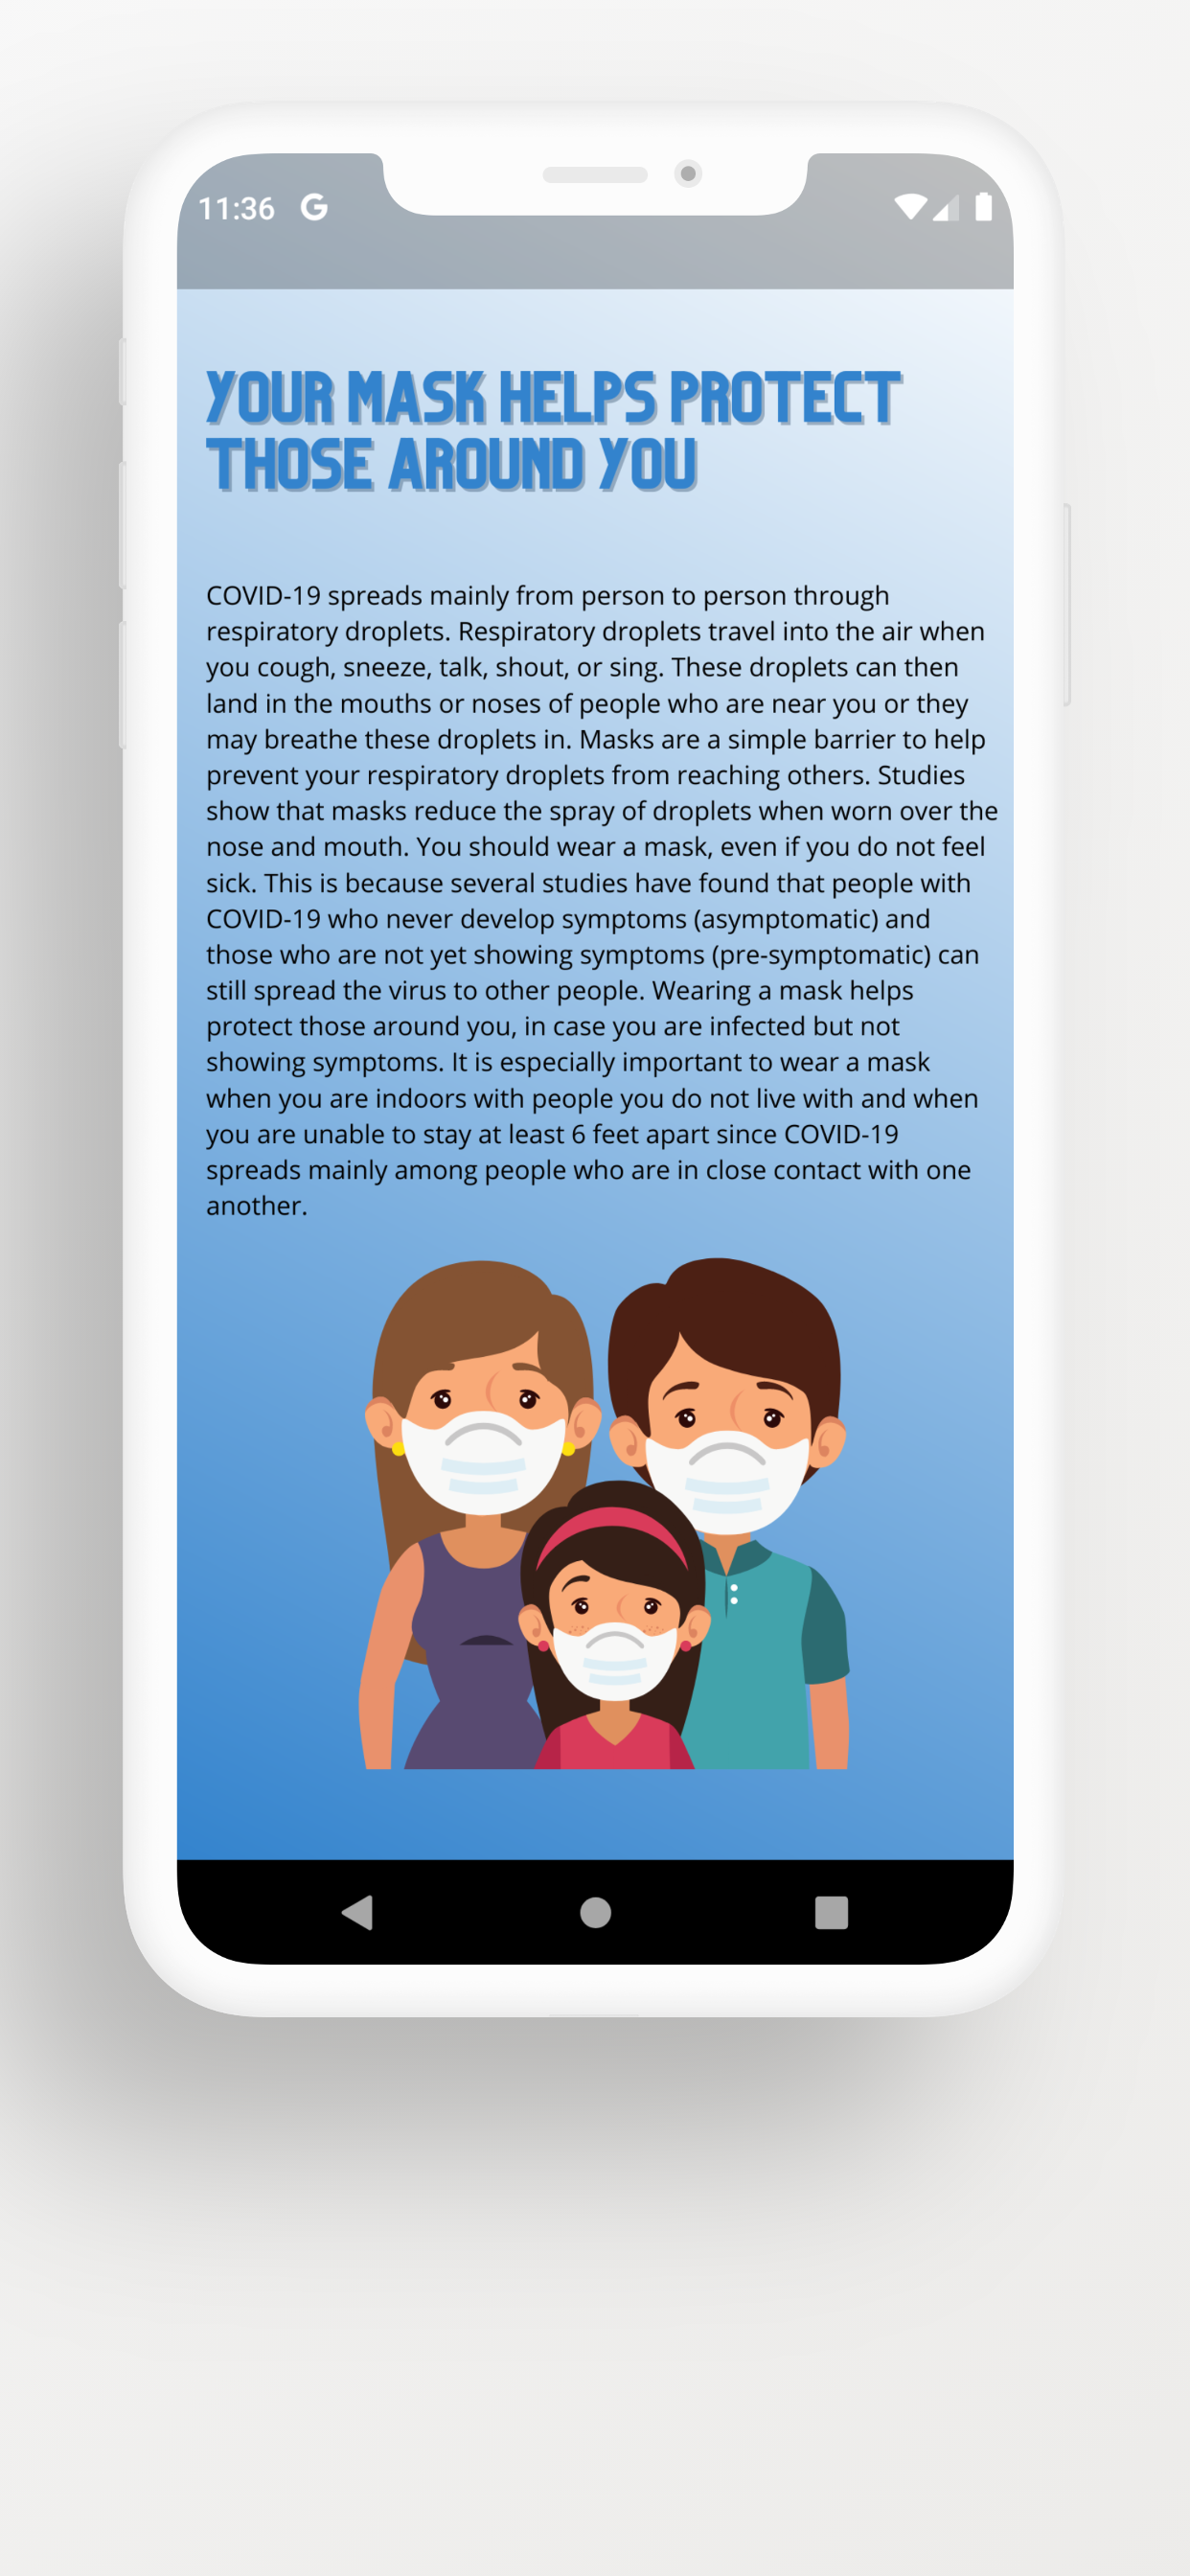 11:36 G
YOUR MASK HELPS PROTECT
THOSE AROUND YOU
COVID-19 spreads mainly from person to person through
respiratory droplets. Respiratory droplets travel into the air when
you cough, sneeze, talk, shout, or sing. These droplets can then
land in the mouths or noses of people who are near you or they
may breathe these droplets in. Masks are a simple barrier to help
prevent your respiratory droplets from reaching others. Studies
show that masks reduce the spray of droplets when worn over the
nose and mouth. You should wear a mask, even if you do not feel
sick. This is because several studies have found that people with
COVID-19 who never develop symptoms (asymptomatic) and
those who are not yet showing symptoms (pre-symptomatic) can
still spread the virus to other people. Wearing a mask helps
protect those around you, in case you are infected but not
showing symptoms. It is especially important to wear a mask
when you are indoors with people you do not live with and when
you are unable to stay at least 6 feet apart since COVID-19
spreads mainly among people who are in close contact with one
another.